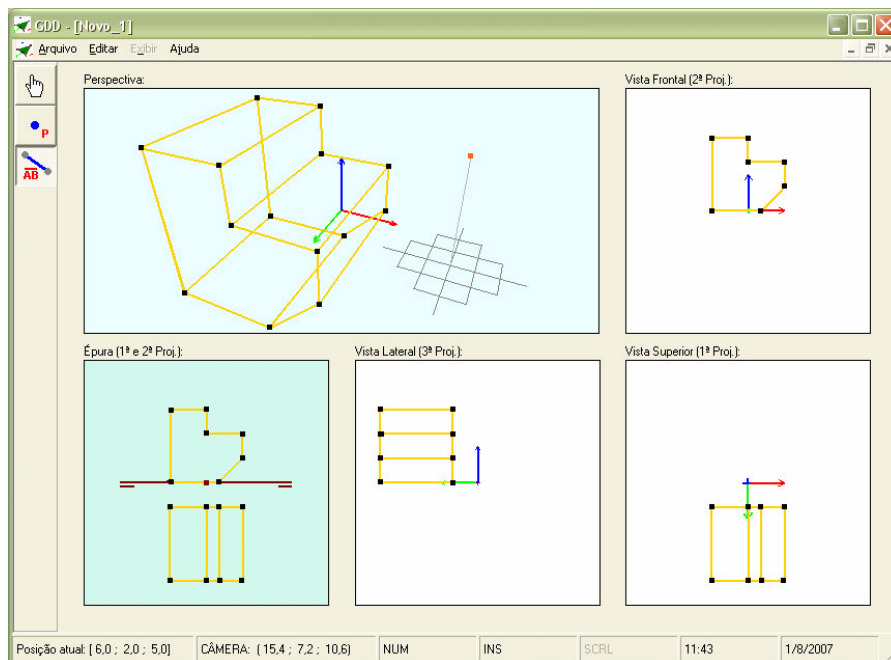 GDD - [Novo_1]
Arquivo Editar Exibir Ajuda
Perspectiva:
Vista Frontal (2ª Proj.):
P
AB
Épura (1ª e 2ª Proj.):
Vista Lateral (3ª Proj.):
Vista Superior (1ª Proj.):
Posição atual: [ 6,0 ; 2,0 ; 5,0]
CÂMERA: (15,4 ; 7,2 ; 10,6)
NUM
INS
SCRL
11:43
1/8/2007